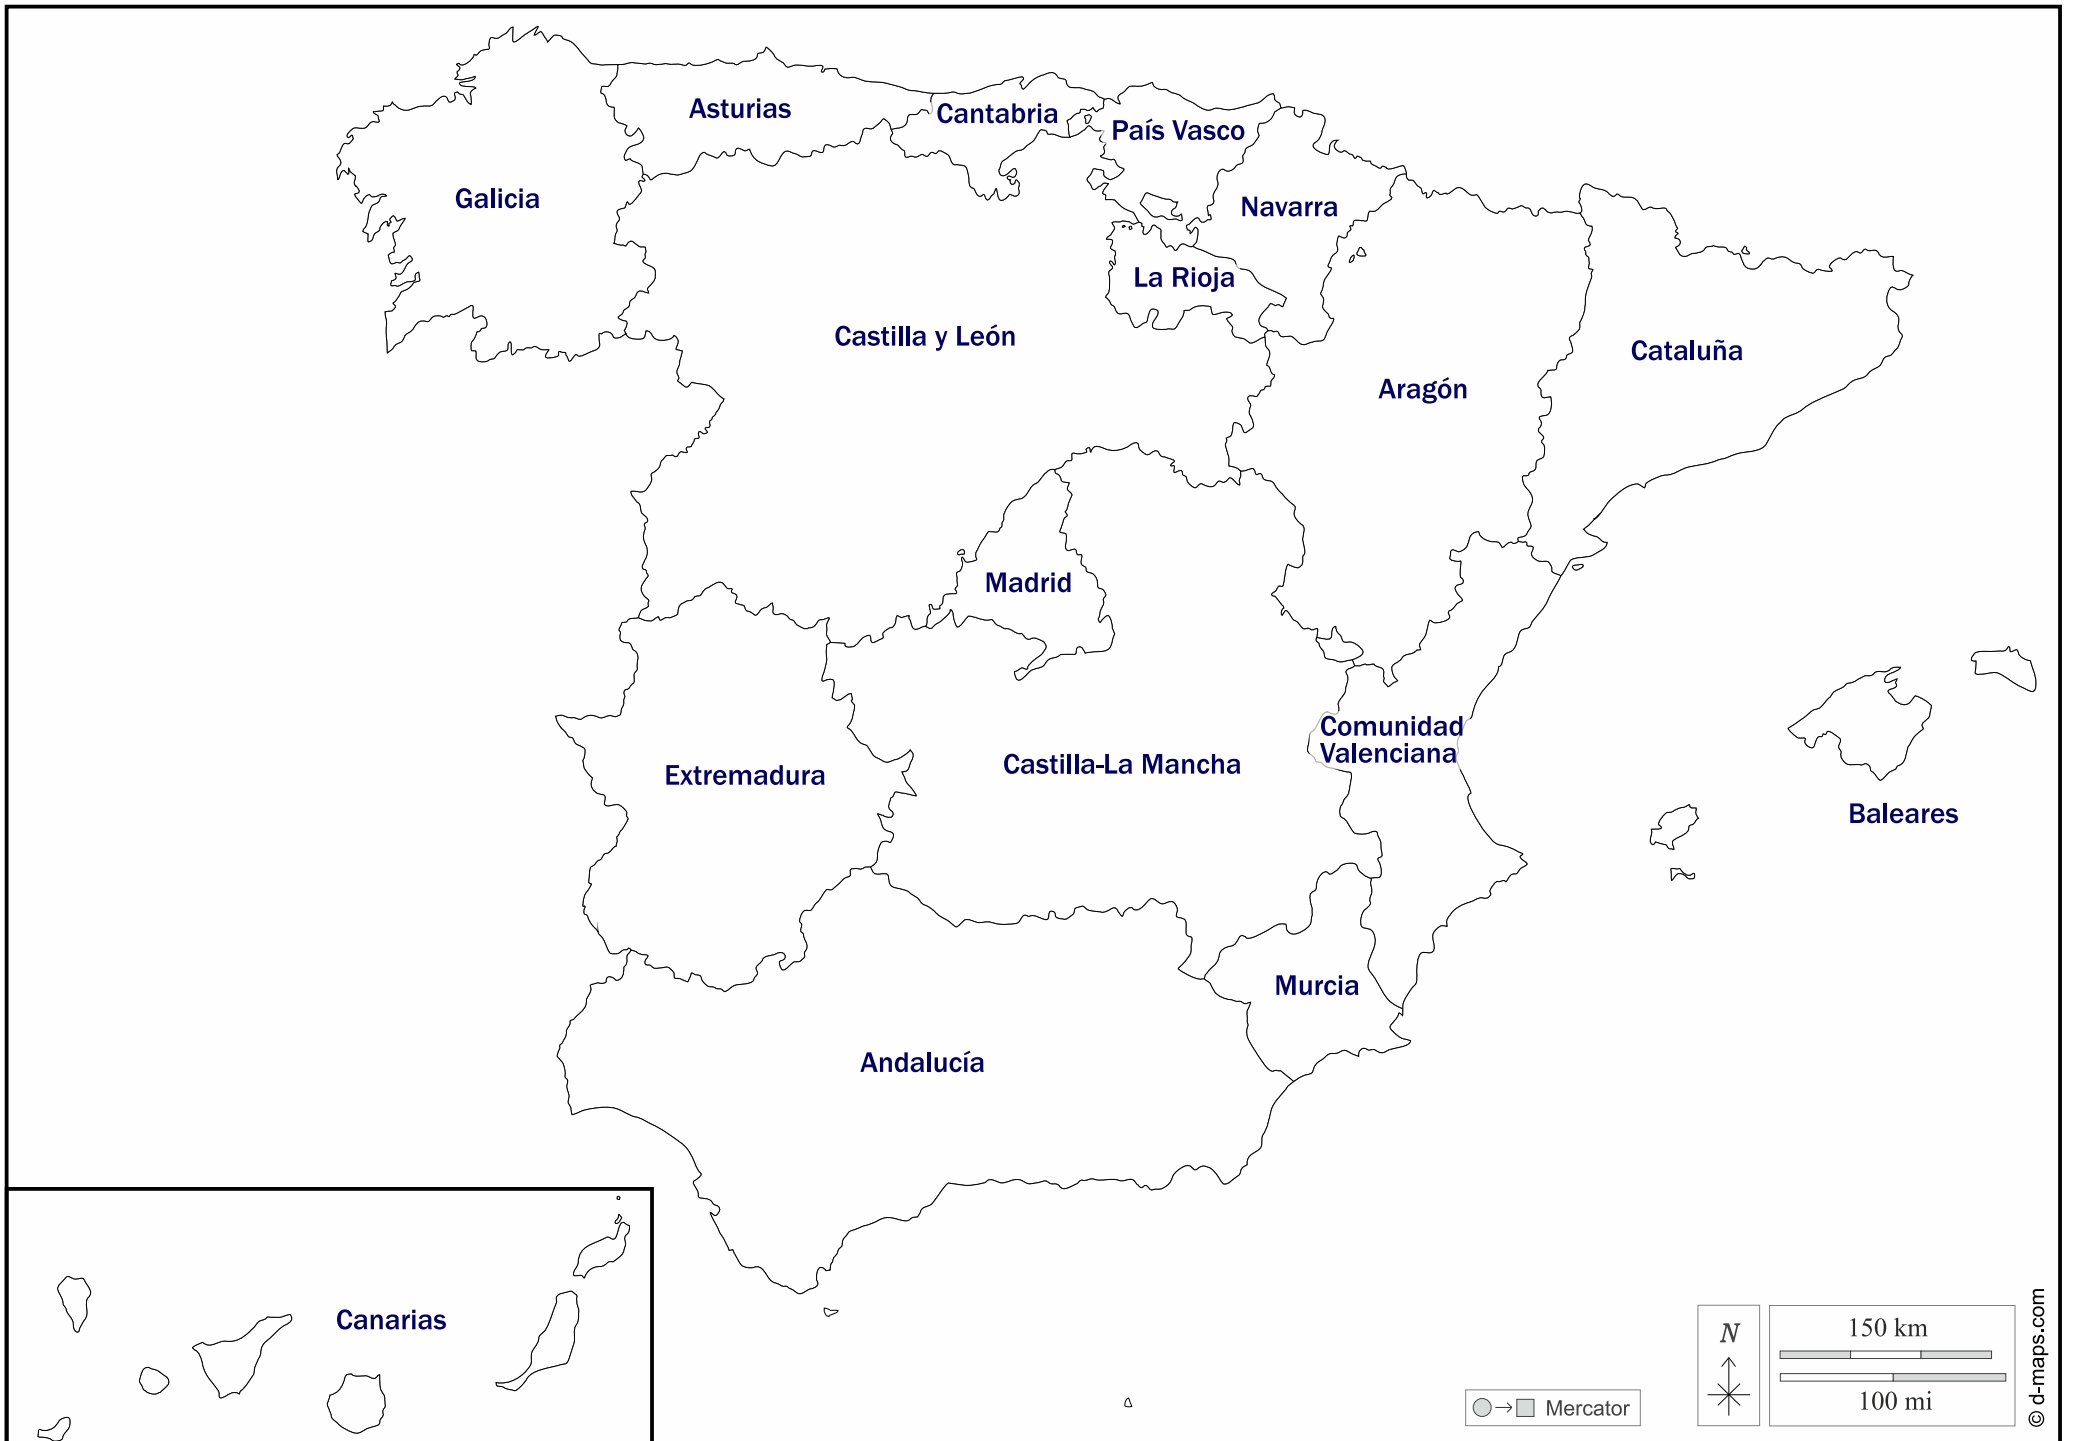 Asturias
Cantabria
País Vasco
Galicia
Navarra
La Rioja
Castilla y León
Cataluña
Aragón
Madrid
Comunidad
Valenciana
Extremadura
Castilla-La Mancha
Baleares
Murcia
Andalucía
Canarias
N
150 km
100 mi
Mercator
© d-maps.com